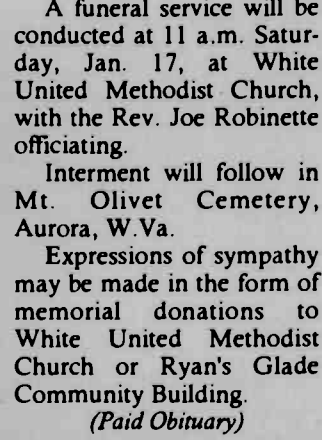 A funeral service will be
conducted at 11 a.m. Satur-
day, Jan. 17, at White
United Methodist Church,
with the Rev. Joe Robinette
officiating.
Interment will follow in
Mt. Olivet Cemetery,
Aurora, W.Va.
Expressions of sympathy
may be made in the form of
memorial donations to
White United Methodist
Church or Ryan's Glade
Community Building.
(Paid Obituary)